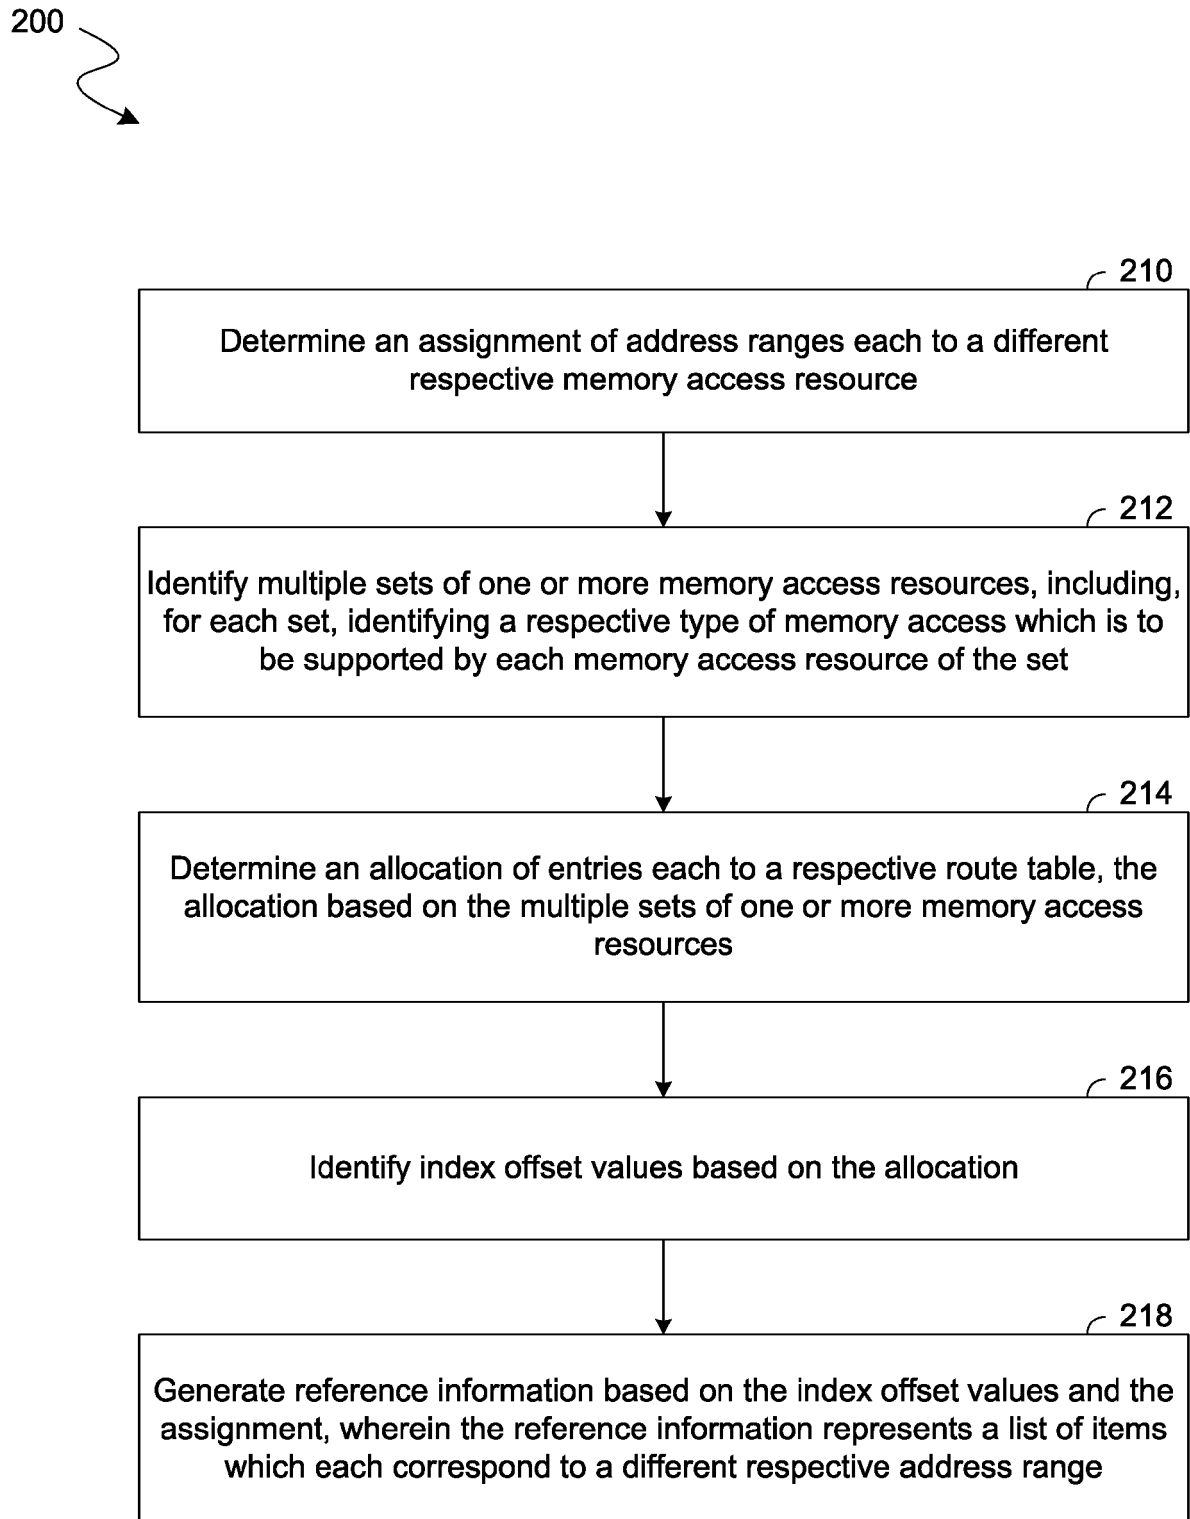 200
210
Determine an assignment of address ranges each to a different
respective memory access resource
212
Identify multiple sets of one or more memory access resources, including,
for each set, identifying a respective type of memory access which is to
be supported by each memory access resource of the set
214
Determine an allocation of entries each to a respective route table, the
allocation based on the multiple sets of one or more memory access
resources
216
Identify index offset values based on the allocation
218
Generate reference information based on the index offset values and the
assignment, wherein the reference information represents a list of items
which each correspond to a different respective address range